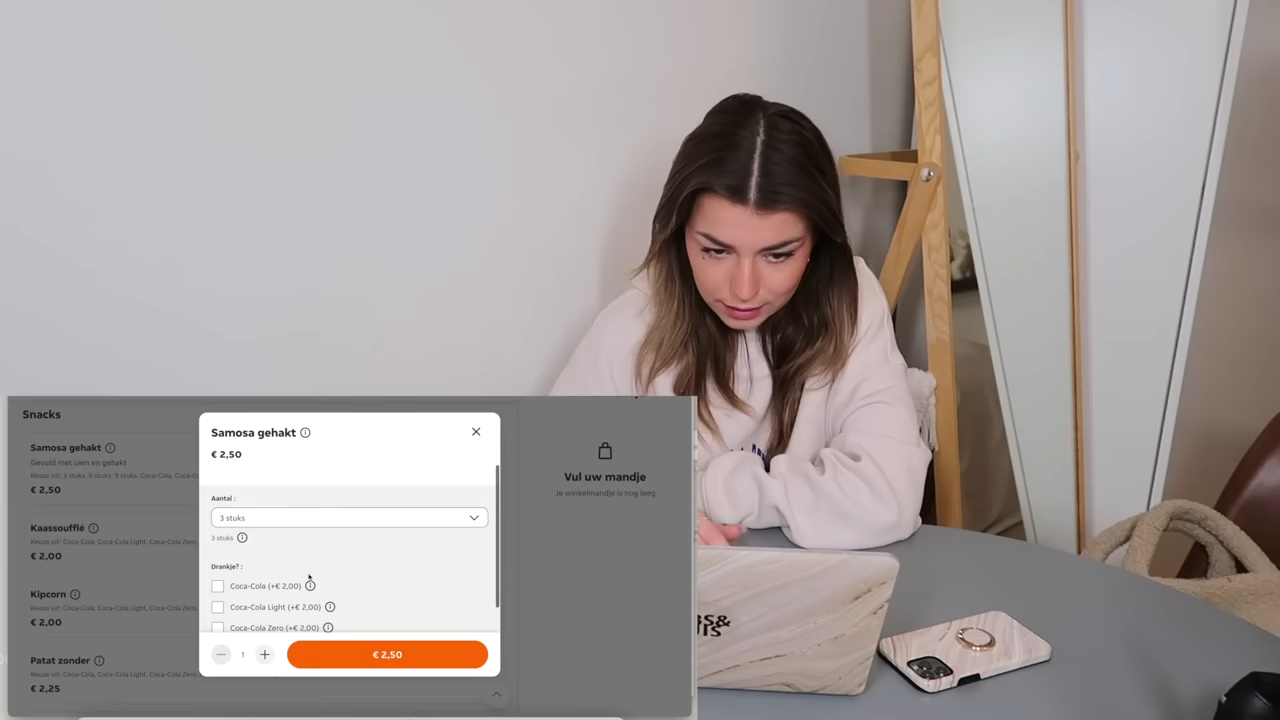 Snacks
Samosa gehakt
Gevuld met uien en gehakt
Keuze uit: 3 stuks, 6 stuks, 9 stuks, Coca-Cola, Coca-C
€ 2,50
Kaassoufflé
Keuze uit: Coca-Cola, Coca-Cola Light, Coca-Cola Zero,
€ 2,00
Kipcorn
Keuze uit: Coca-Cola, Coca-Cola Light, Coca-Cola Zero,
€ 2,00
Patat zonder
Keuze uit: Coca-Cola, Coca-Cola Light, Coca-Cola Zero,
€ 2,25
Samosa gehakt
€ 2,50
Aantal :
3 stuks
3 stuks
Drankje? :
Coca-Cola (+€ 2,00)
Coca-Cola Light (+€ 2,00)
Coca-Cola Zero (+€ 2,00)
1
€ 2,50
Vul uw mandje
Je winkelmandje is nog leeg